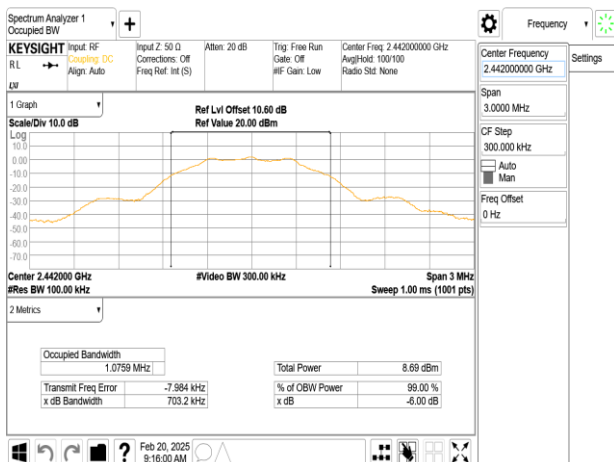 Spectrum Analyzer 1
Occupied BW
Frequency
KEYSIGHT
RL
LXI
Input: RF
Coupling: DC
Align: Auto
Input Z: 50 Ω
Corrections: Off
Freq Ref: Int (S)
Atten: 20 dB
Trig: Free Run
Gate: Off
#IF Gain: Low
Center Freq: 2.442000000 GHz
Avg|Hold: 100/100
Radio Std: None
Center Frequency
2.442000000 GHz
Settings
Span
3.0000 MHz
CF Step
300.000 kHz
Auto
Man
Freq Offset
0 Hz
1 Graph
Scale/Div 10.0 dB
Ref Lvl Offset 10.60 dB
Ref Value 20.00 dBm
Log
10.0
0.00
-10.0
-20.0
-30.0
-40.0
-50.0
-60.0
-70.0
Center 2.442000 GHz
#Res BW 100.00 kHz
#Video BW 300.00 kHz
Span 3 MHz
Sweep 1.00 ms (1001 pts)
2 Metrics
Occupied Bandwidth
1.0759 MHz
Transmit Freq Error -7.984 kHz
x dB Bandwidth 703.2 kHz
Total Power 8.69 dBm
% of OBW Power 99.00 %
x dB -6.00 dB
?
Feb 20, 2025
9:16:00 AM